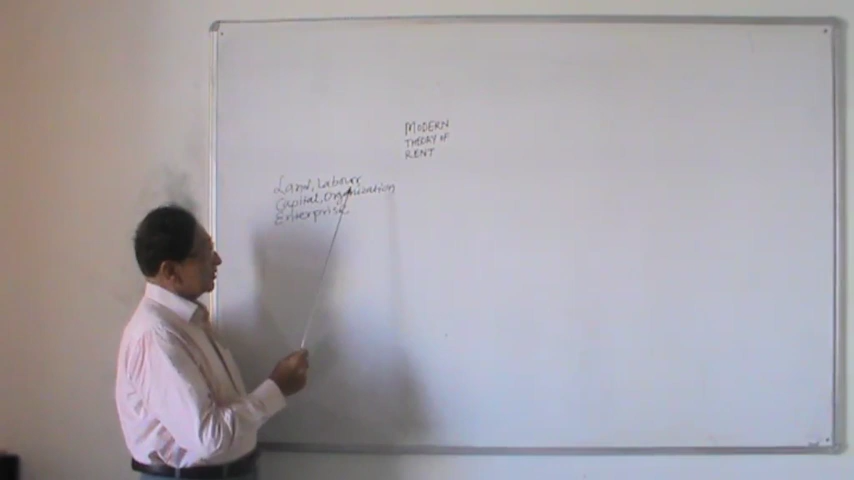 MODERN
THEORY OF
RENT
Land, Labour
Capital, Organisation
Enterprise